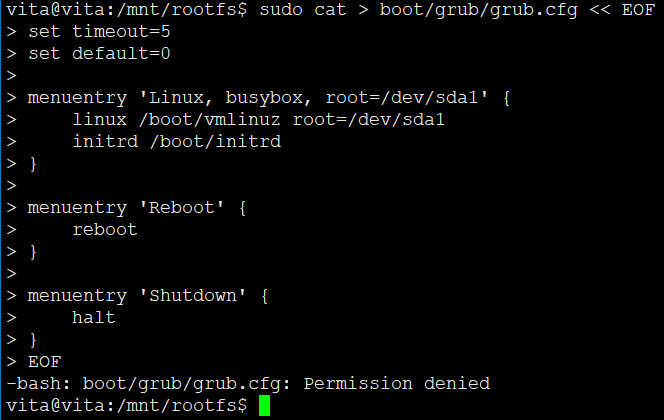 vita@vita:/mnt/rootfs$ sudo cat > boot/grub/grub.cfg << EOF
> set timeout=5
> set default=0
>
> menuentry 'Linux, busybox, root=/dev/sda1' {
>     linux /boot/vmlinuz root=/dev/sda1
>     initrd /boot/initrd
> }
>
> menuentry 'Reboot' {
>     reboot
> }
>
> menuentry 'Shutdown' {
>     halt
> }
> EOF
-bash: boot/grub/grub.cfg: Permission denied
vita@vita:/mnt/rootfs$